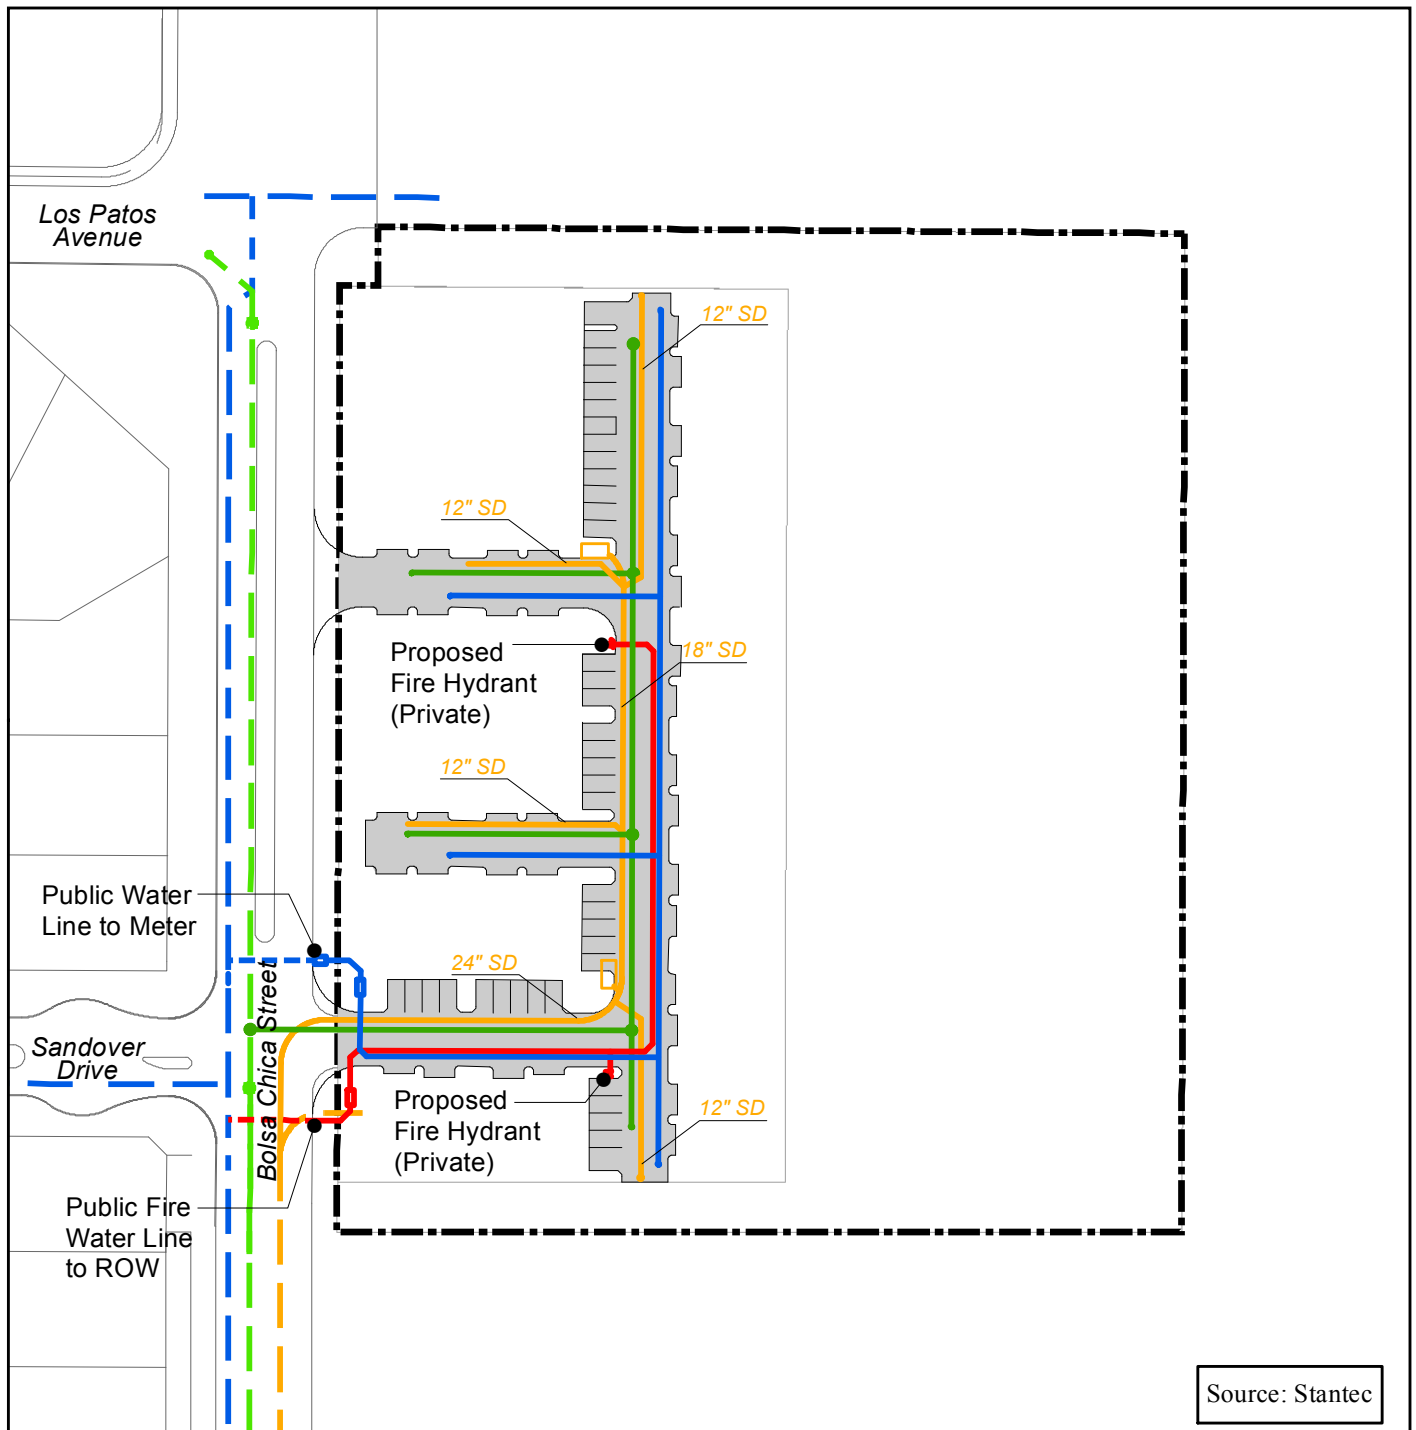 Los Patos
Avenue
12" SD
12" SD
Proposed
Fire Hydrant
(Private)
18" SD
12" SD
Public Water
Line to Meter
24" SD
Bolsa Chica Street
Sandover
Drive
Proposed
Fire Hydrant
(Private)
12" SD
Public Fire
Water Line
to ROW
Source: Stantec